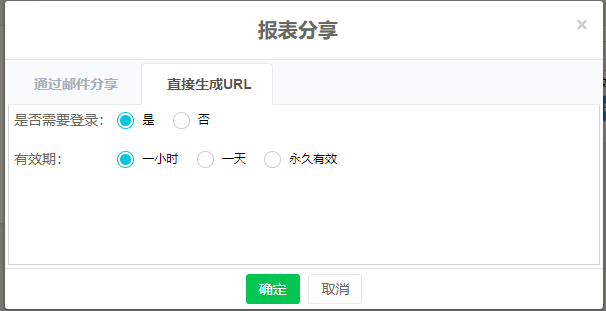 报表分享 ×
通过邮件分享 直接生成URL
是否需要登录： 是 否
有效期： 一小时 一天 永久有效
确定 取消